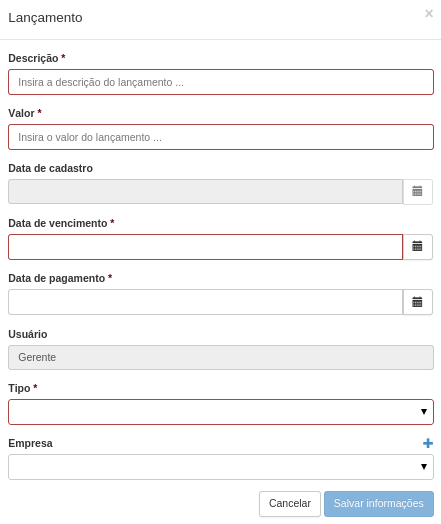 Lançamento ×
Descrição *
Insira a descrição do lançamento ...
Valor *
Insira o valor do lançamento ...
Data de cadastro
Data de vencimento *
Data de pagamento *
Usuário
Gerente
Tipo *
Empresa
Cancelar Salvar informações